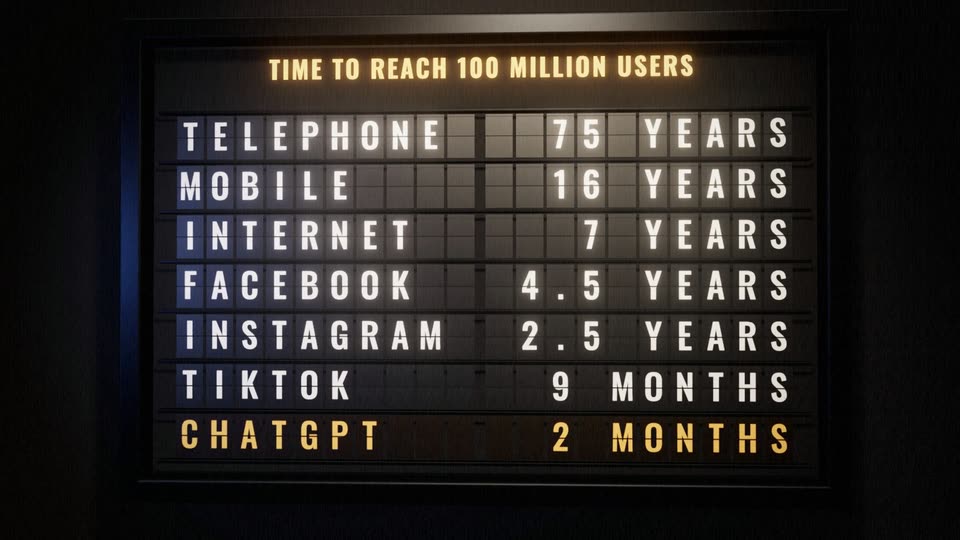 TIME TO REACH 100 MILLION USERS
TELEPHONE 75 YEARS
MOBILE 16 YEARS
INTERNET 7 YEARS
FACEBOOK 4.5 YEARS
INSTAGRAM 2.5 YEARS
TIKTOK 9 MONTHS
CHATGPT 2 MONTHS